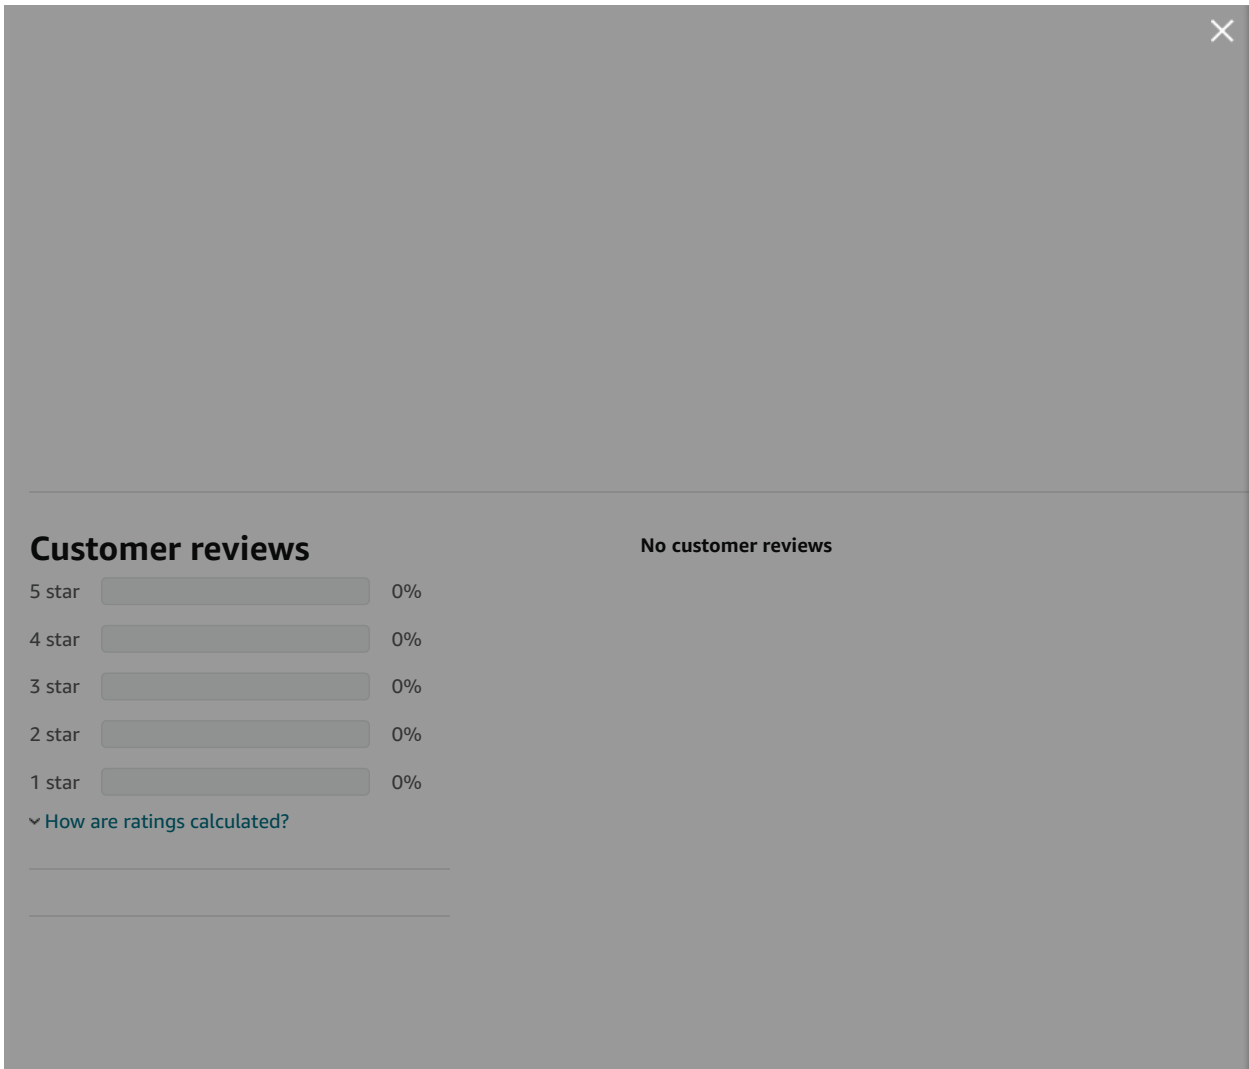 Customer reviews
No customer reviews
5 star 0%
4 star 0%
3 star 0%
2 star 0%
1 star 0%
How are ratings calculated?